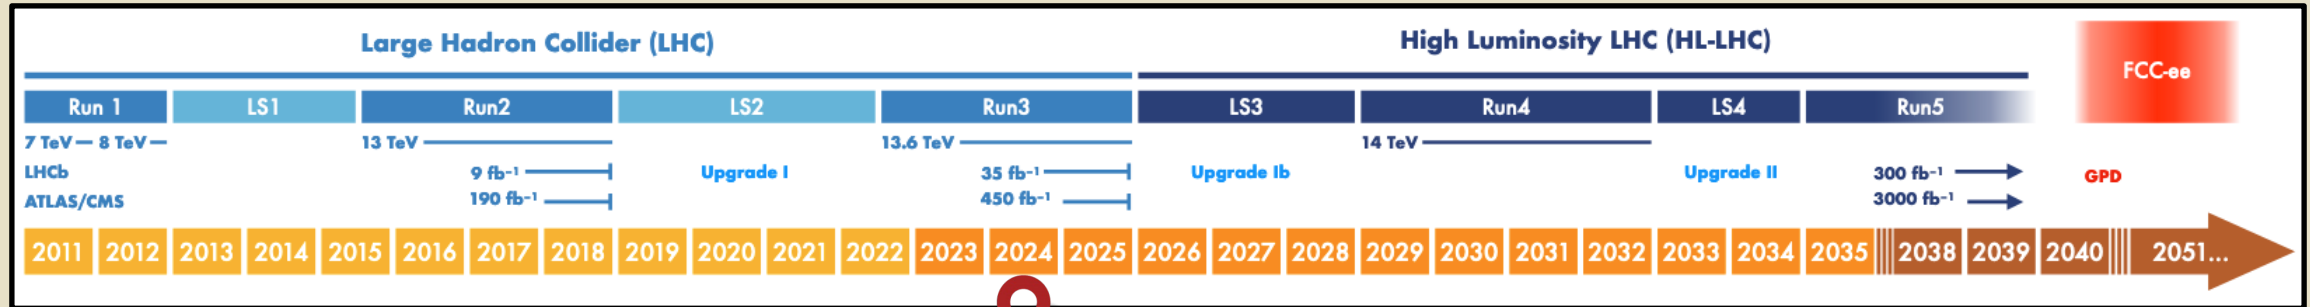 Large Hadron Collider (LHC) High Luminosity LHC (HL-LHC)
FCC-ee
Run 1 LS1 Run2 LS2 Run3 LS3 Run4 LS4 Run5
7 TeV 8 TeV 13 TeV 13.6 TeV 14 TeV
LHCb 9 fb⁻¹ Upgrade I 35 fb⁻¹ Upgrade Ib Upgrade II 300 fb⁻¹ GPD
ATLAS/CMS 190 fb⁻¹ 450 fb⁻¹ 3000 fb⁻¹
2011 2012 2013 2014 2015 2016 2017 2018 2019 2020 2021 2022 2023 2024 2025 2026 2027 2028 2029 2030 2031 2032 2033 2034 2035 2038 2039 2040 2051...